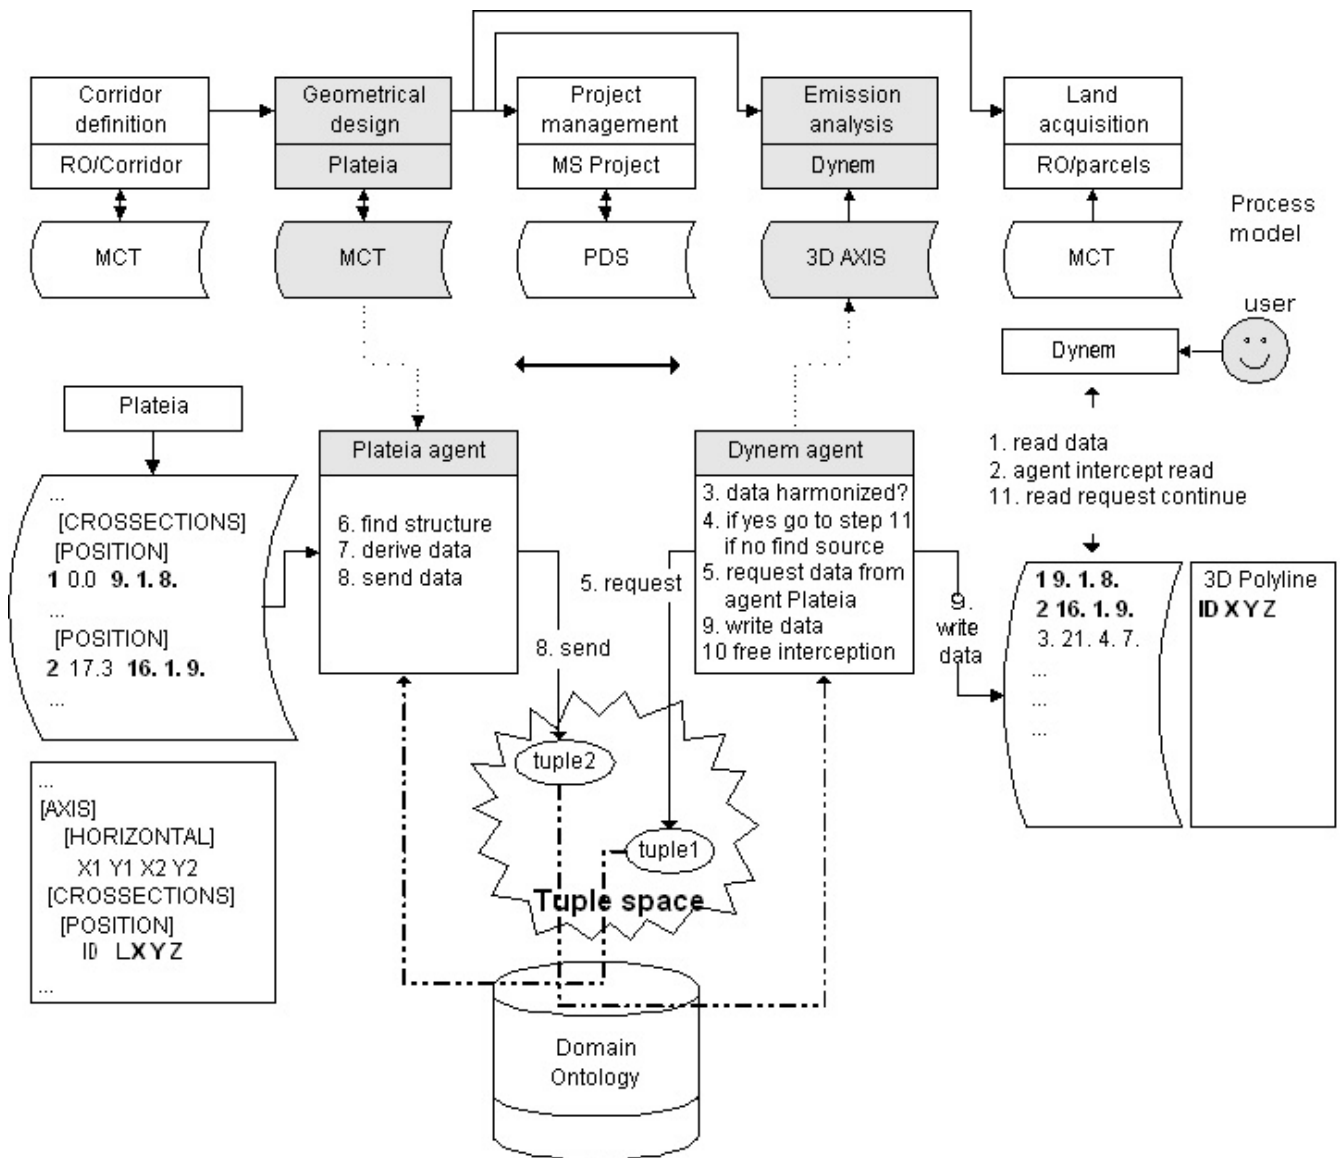 Corridor
definition
RO/Corridor
MCT
Geometrical
design
Plateia
MCT
Project
management
MS Project
PDS
Emission
analysis
Dynem
3D AXIS
Land
acquisition
RO/parcels
MCT
Process
model
user
Dynem
1. read data
2. agent intercept read
11. read request continue
Plateia
...
[CROSSECTIONS]
[POSITION]
1 0.0 9. 1. 8.
...
[POSITION]
2 17.3 16. 1. 9.
...
Plateia agent
6. find structure
7. derive data
8. send data
8. send
5. request
Dynem agent
3. data harmonized?
4. if yes go to step 11
if no find source
5. request data from
agent Plateia
9. write data
10 free interception
9.
write
data
1 9. 1. 8.
2 16. 1. 9.
3. 21. 4. 7.
...
...
...
3D Polyline
ID X Y Z
tuple2
tuple1
Tuple space
...
[AXIS]
[HORIZONTAL]
X1 Y1 X2 Y2
[CROSSECTIONS]
[POSITION]
ID L X Y Z
...
Domain
Ontology